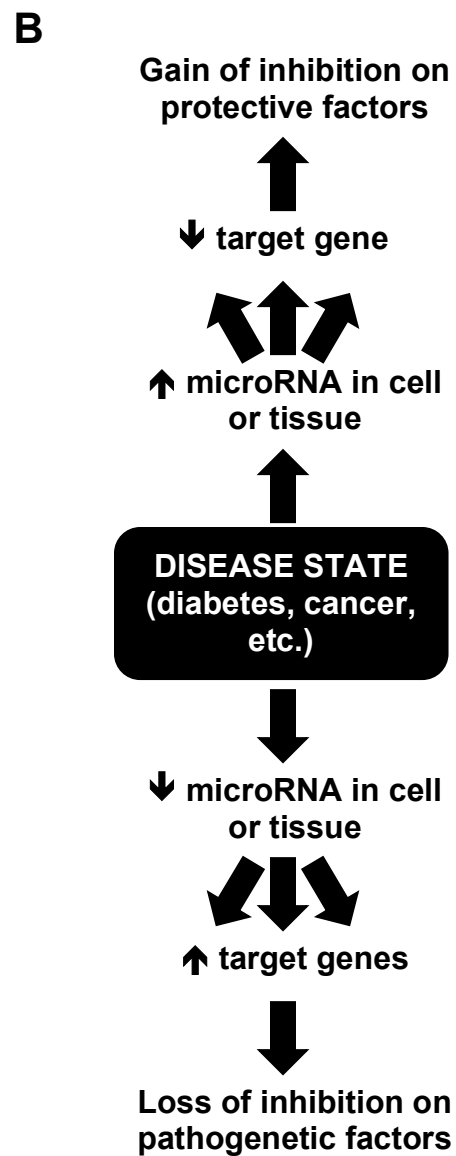 B
Gain of inhibition on
protective factors
🡫 target gene
🡩 microRNA in cell
or tissue
DISEASE STATE
(diabetes, cancer,
etc.)
🡫 microRNA in cell
or tissue
🡩 target genes
Loss of inhibition on
pathogenetic factors